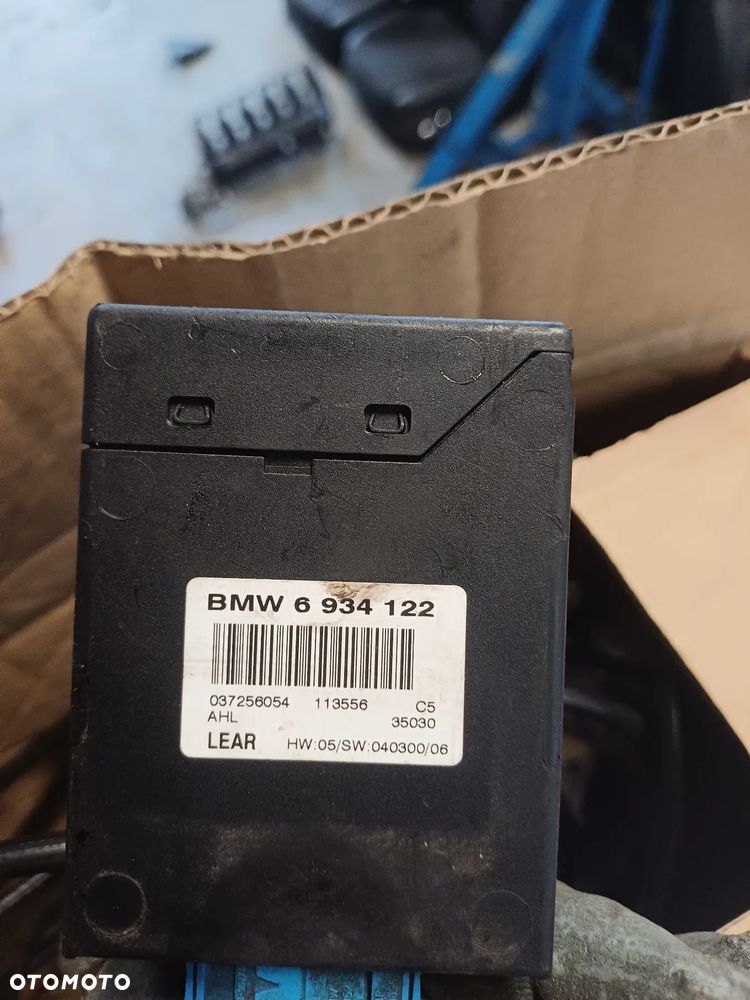 BMW 6 934 122
037256054 113556 C5
AHL 35030
LEAR HW:05/SW:040300/06
OTOMOTO